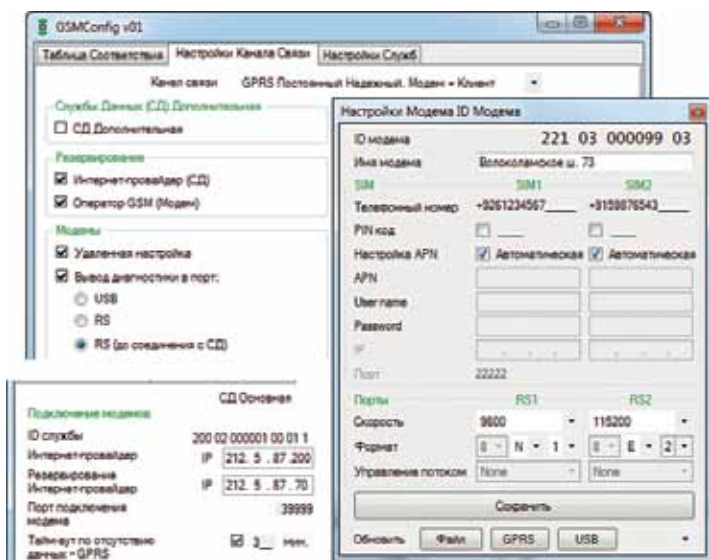 GSMConfig v01
Таблица Соответствия Настройки Канала Связи Настройки Служб
Канал связи GPRS Постоянный Надежный. Модем = Клиент
Службы Данных (СД) Дополнительная
СД Дополнительная
Резервирование
Интернет-провайдер (СД)
Оператор GSM (Модем)
Модемы
Удаленная настройка
Вывод диагностики в порт:
USB
RS
RS (до соединения с СД)
СД Основная
Подключение модемов
ID службы 200 02 000001 00 01 1
Интернет-провайдер IP 212. 5 .87 .200
Резервирование
Интернет-провайдер IP 212. 5 .87 .70
Порт подключения 39999
модема
Тайм-аут по отсутствию 3__ мин.
данных - GPRS
Настройки Модема ID Модема
ID модема 221 03 000099 03
Имя модема Волоколамское ш. 73
SIM SIM1 SIM2
Телефонный номер +9261234567____ +9159876543____
PIN код ____ ____
Настройка APN Автоматическая Автоматическая
APN
User name
Password
IP
Порт 22222
Порты RS1 RS2
Скорость 9600 115200
Формат 8 N 1 8 E 2
Управление потоком None None
Сохранить
Обновить Файл GPRS USB